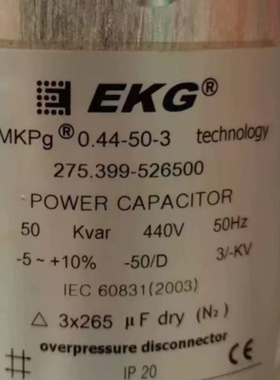 EKG®
MKPg® 0.44-50-3 technology
275.399-526500
POWER CAPACITOR
50 Kvar 440V 50Hz
-5~+10% -50/D 3/-KV
IEC 60831(2003)
△ 3x265 μF dry (N₂)
overpressure disconnector
IP 20 CE